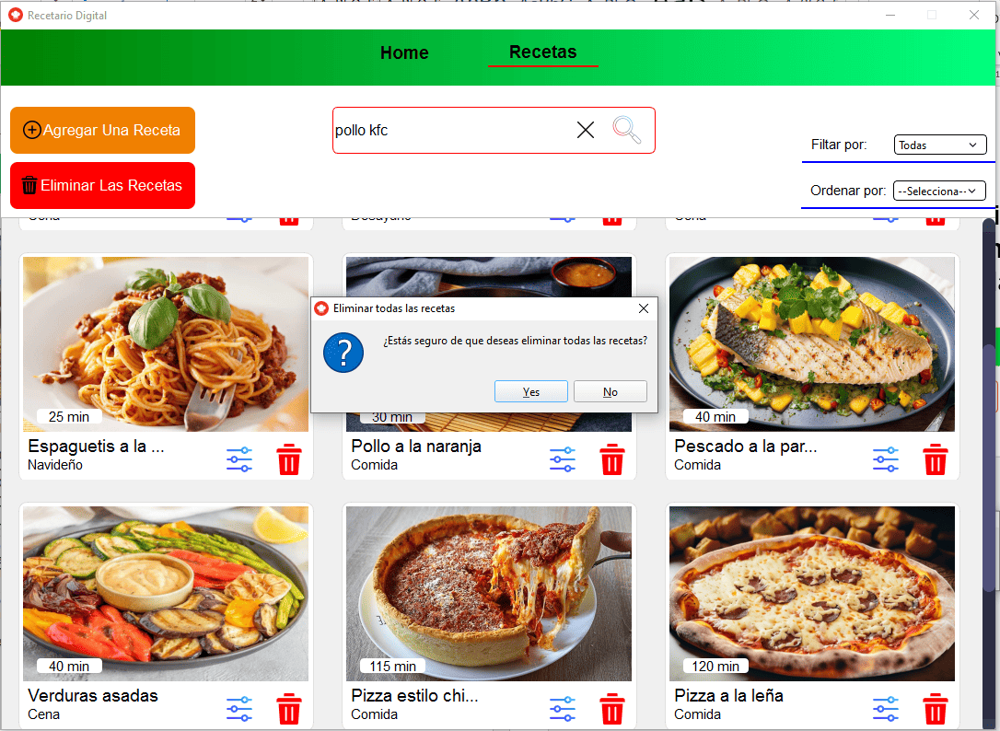 Recetario Digital
Home
Recetas
Agregar Una Receta
pollo kfc
Filtar por:
Todas
Eliminar Las Recetas
Ordenar por:
--Selecciona--
Cena
Desayuno
Cena
Eliminar todas las recetas
¿Estás seguro de que deseas eliminar todas las recetas?
Yes
No
25 min
30 min
40 min
Espaguetis a la ...
Navideño
Pollo a la naranja
Comida
Pescado a la par...
Comida
40 min
115 min
120 min
Verduras asadas
Cena
Pizza estilo chi...
Comida
Pizza a la leña
Comida